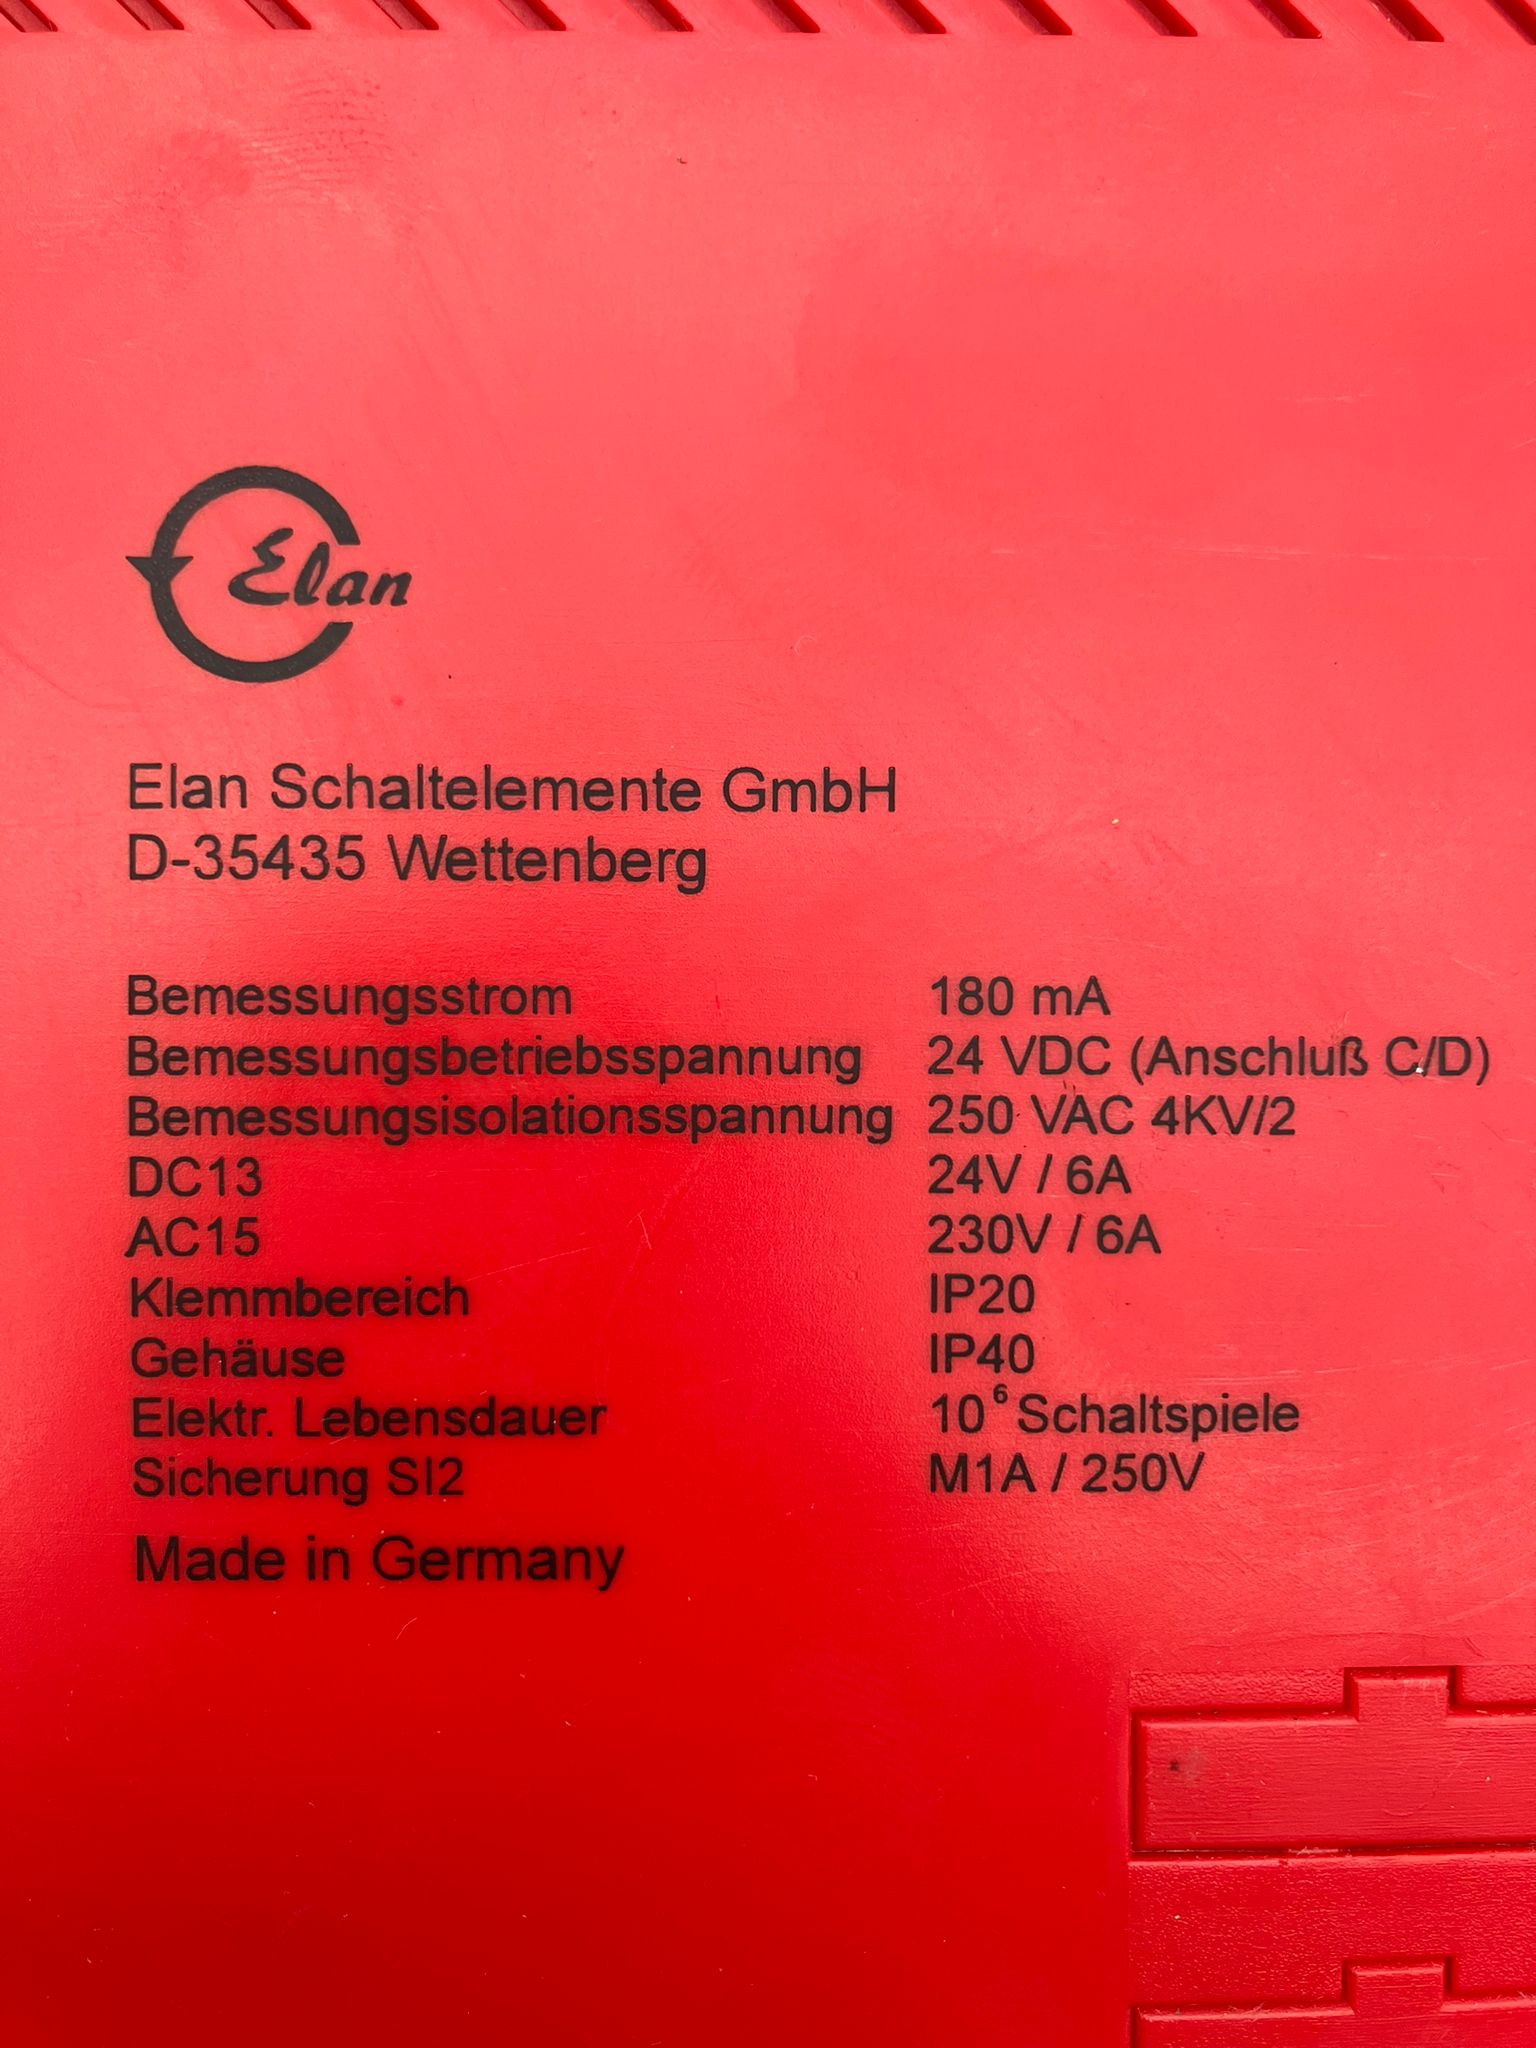 Elan
Elan Schaltelemente GmbH
D-35435 Wettenberg
Bemessungsstrom 180 mA
Bemessungsbetriebsspannung 24 VDC (Anschluß C/D)
Bemessungsisolationsspannung 250 VAC 4KV/2
DC13 24V / 6A
AC15 230V / 6A
Klemmbereich IP20
Gehäuse IP40
Elektr. Lebensdauer 10⁶ Schaltspiele
Sicherung SI2 M1A / 250V
Made in Germany